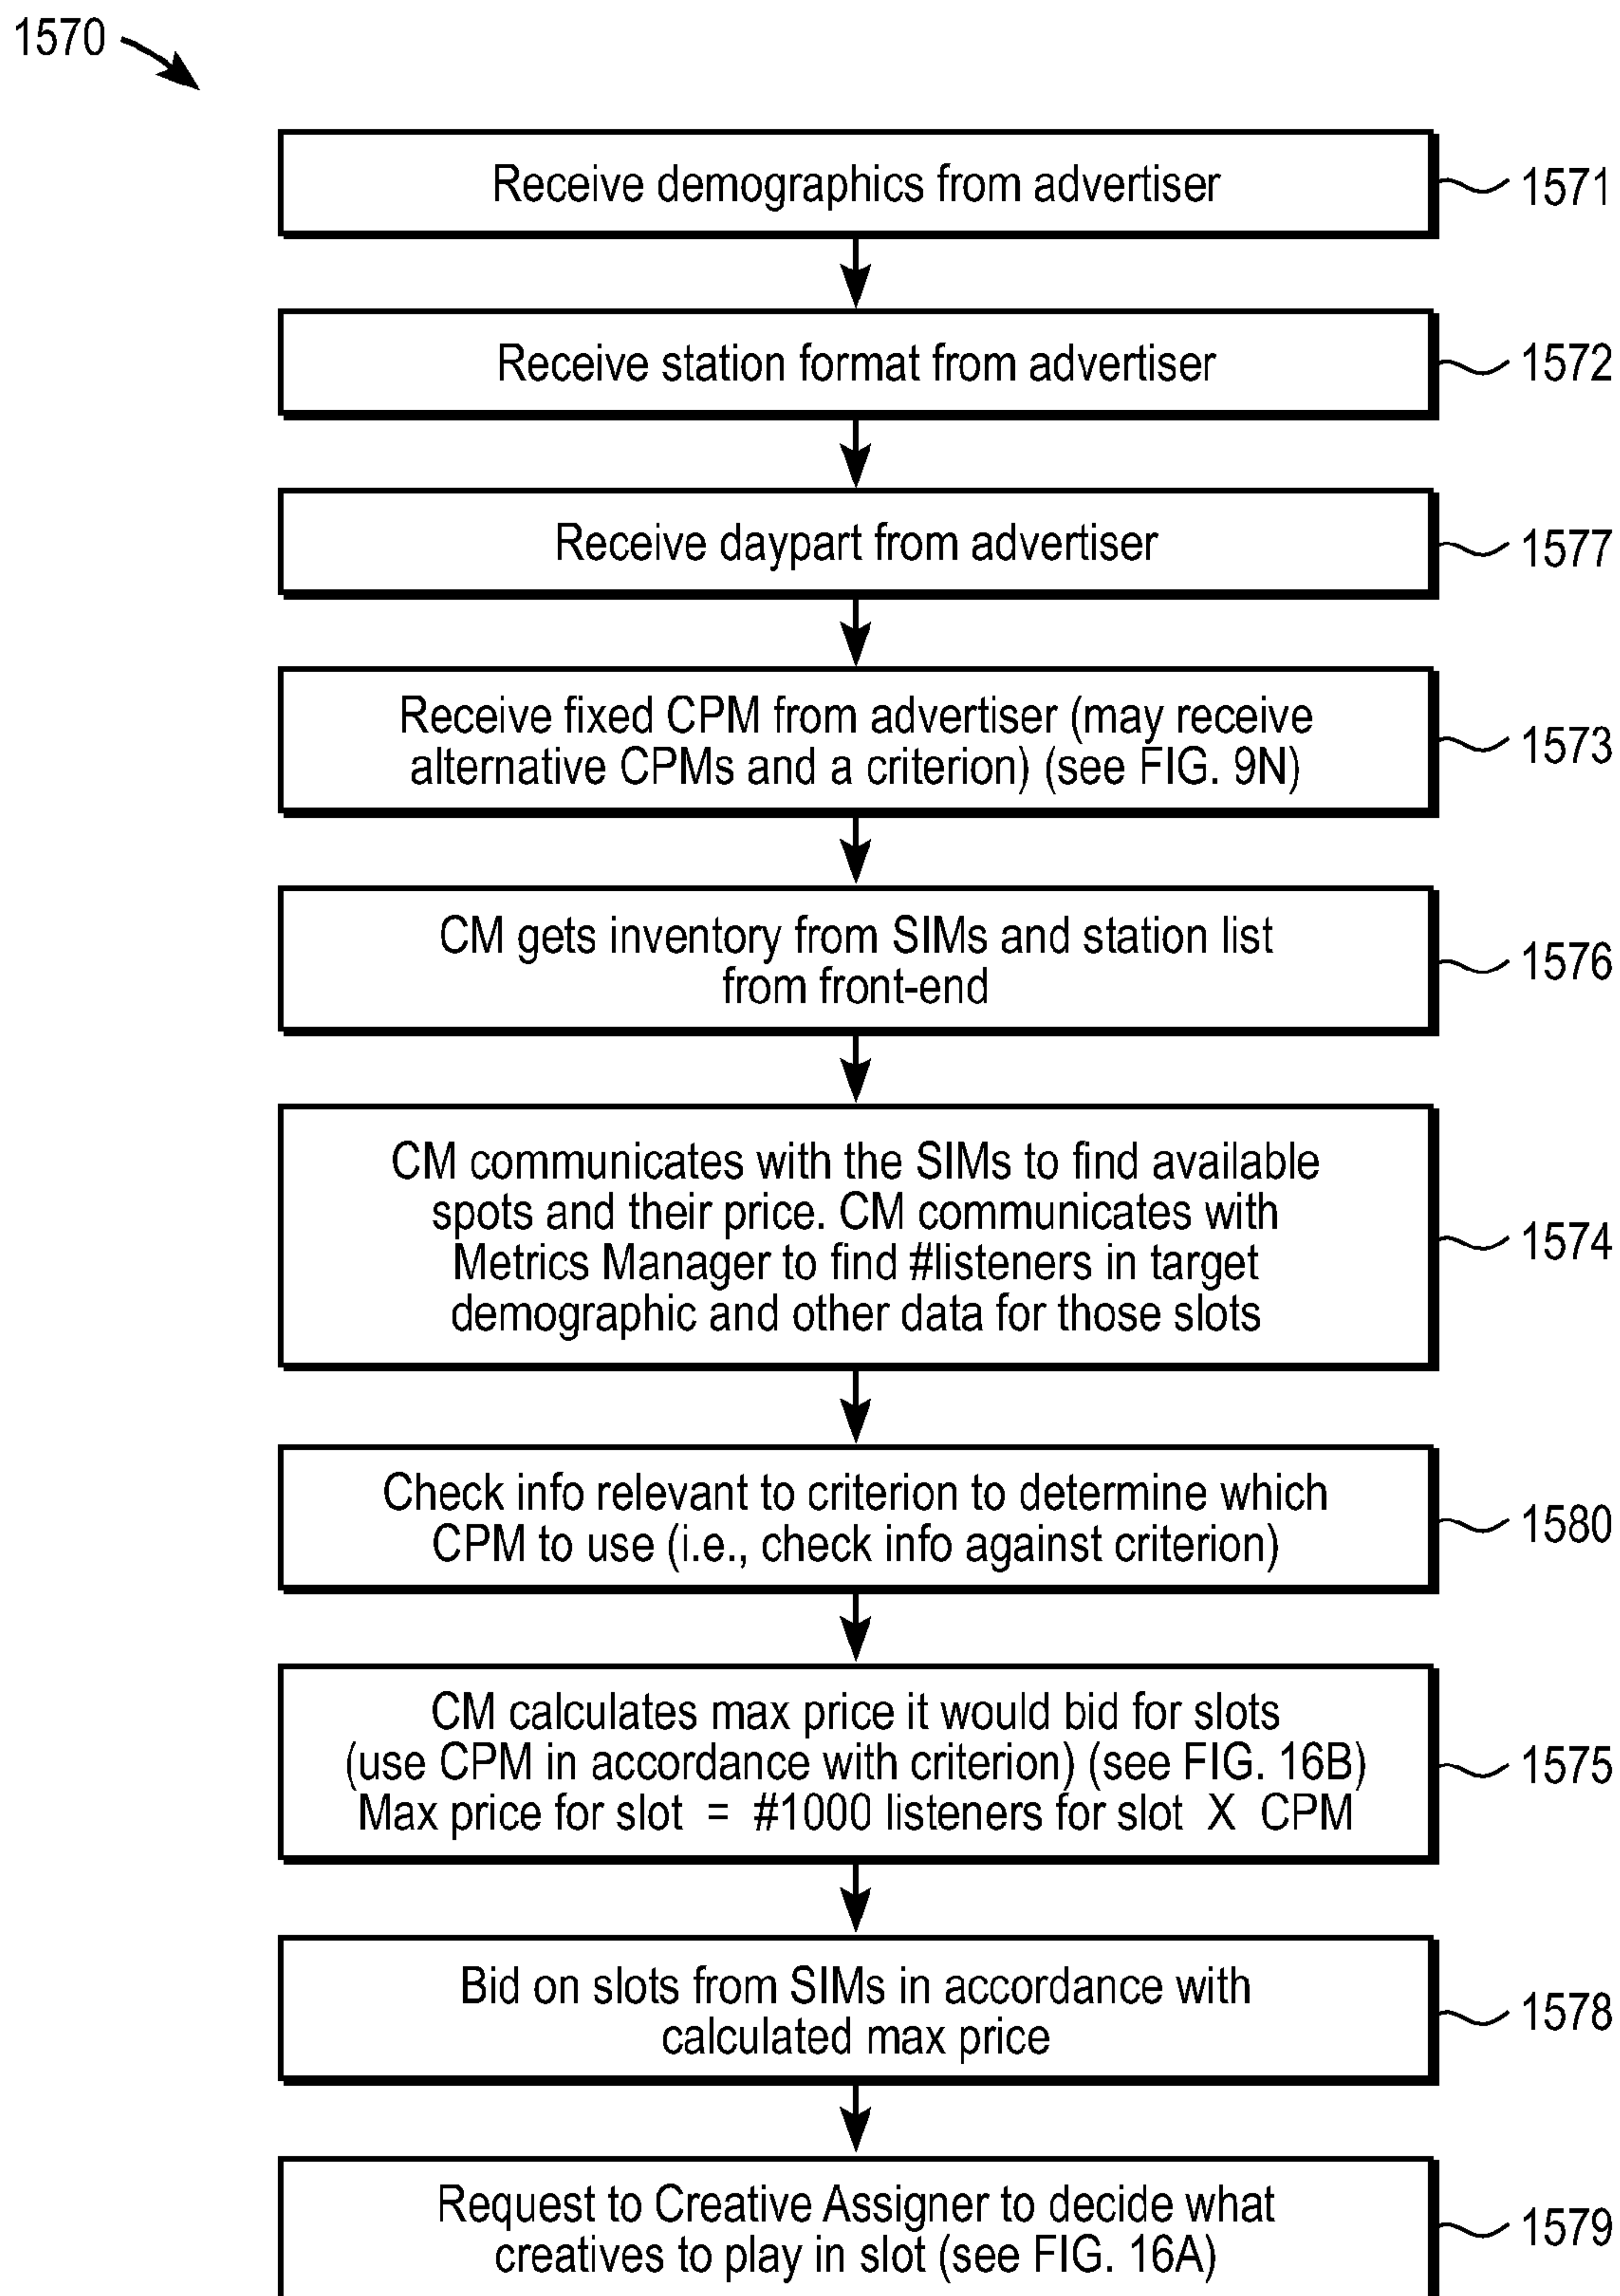 1570
Receive demographics from advertiser
1571
Receive station format from advertiser
1572
Receive daypart from advertiser
1577
Receive fixed CPM from advertiser (may receive
alternative CPMs and a criterion) (see FIG. 9N)
1573
CM gets inventory from SIMs and station list
from front-end
1576
CM communicates with the SIMs to find available
spots and their price. CM communicates with
Metrics Manager to find #listeners in target
demographic and other data for those slots
1574
Check info relevant to criterion to determine which
CPM to use (i.e., check info against criterion)
1580
CM calculates max price it would bid for slots
(use CPM in accordance with criterion) (see FIG. 16B)
Max price for slot = #1000 listeners for slot X CPM
1575
Bid on slots from SIMs in accordance with
calculated max price
1578
Request to Creative Assigner to decide what
creatives to play in slot (see FIG. 16A)
1579